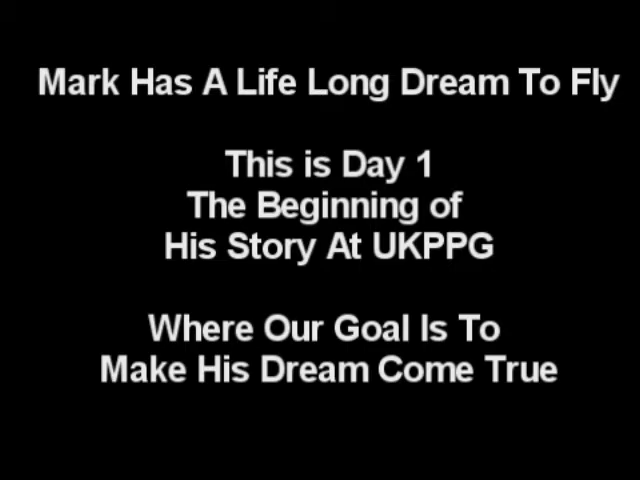 Mark Has A Life Long Dream To Fly
This is Day 1
The Beginning of
His Story At UKPPG
Where Our Goal Is To
Make His Dream Come True